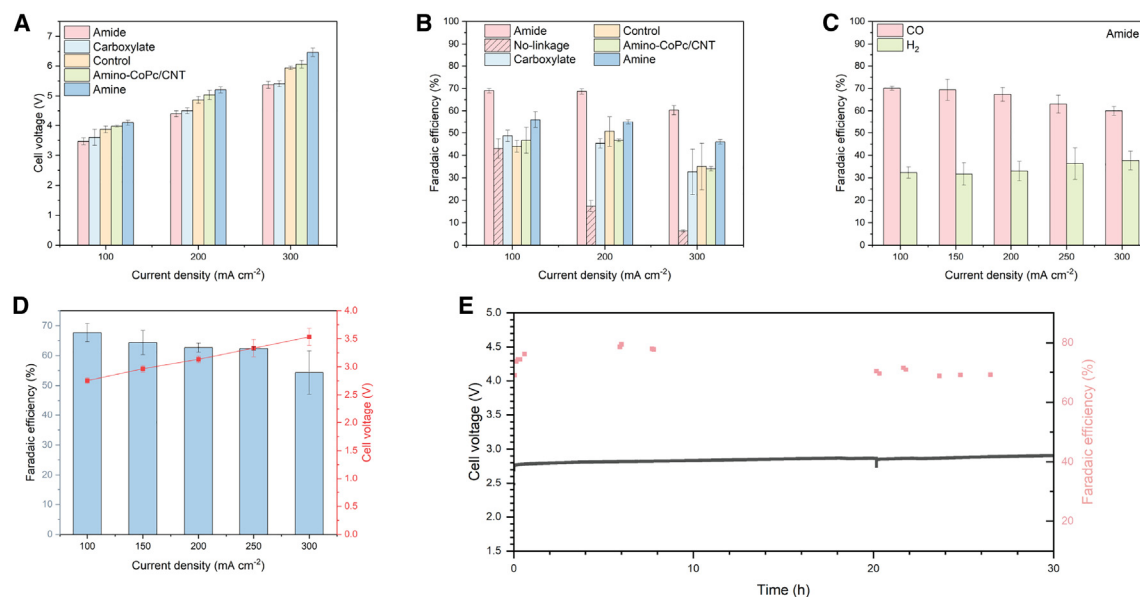 A
Cell voltage (V)
7
6
5
4
3
2
1
0
Amide
Carboxylate
Control
Amino-CoPc/CNT
Amine
100
200
300
Current density (mA cm⁻²)
B
Faradaic efficiency (%)
100
90
80
70
60
50
40
30
20
10
0
Amide
No-linkage
Carboxylate
Control
Amino-CoPc/CNT
Amine
100
200
300
Current density (mA cm⁻²)
C
Faradaic efficiency (%)
100
90
80
70
60
50
40
30
20
10
0
CO
H₂
Amide
100
150
200
250
300
Current density (mA cm⁻²)
D
Faradaic efficiency (%)
70
60
50
40
30
20
10
0
100
150
200
250
300
Current density (mA cm⁻²)
4.0
3.5
3.0
2.5
2.0
1.5
1.0
0.5
0.0
Cell voltage (V)
E
Cell voltage (V)
5.0
4.5
4.0
3.5
3.0
2.5
2.0
1.5
0
10
20
30
Time (h)
80
60
40
20
Faradaic efficiency (%)